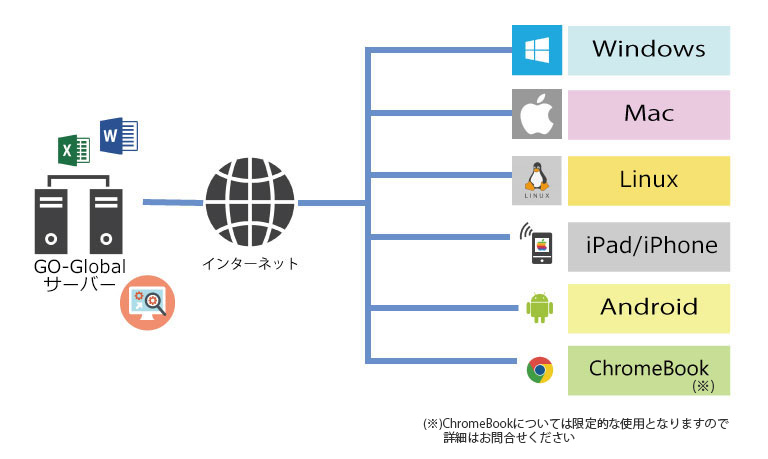 Windows
Mac
Linux
LINUX
iPad/iPhone
Android
ChromeBook
(※)
X
W
GO-Global
サーバー
インターネット
(※)ChromeBookについては限定的な使用となりますので
詳細はお問合せください